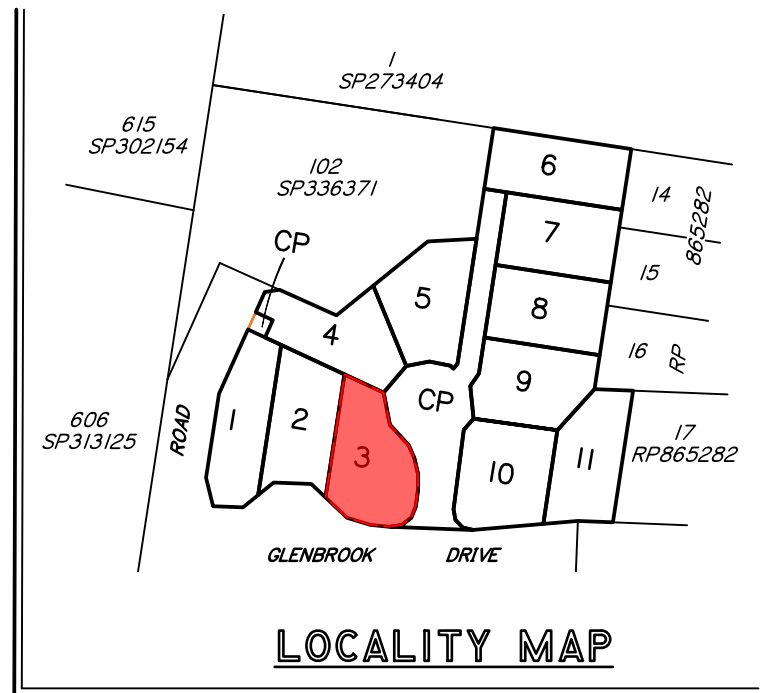 1
SP273404
615
SP302154
102
SP336371
6
14
865282
7
CP
15
5
8
4
16
RP
9
CP
606
SP313125
ROAD
1
2
3
17
RP865282
10
11
GLENBROOK DRIVE
LOCALITY MAP